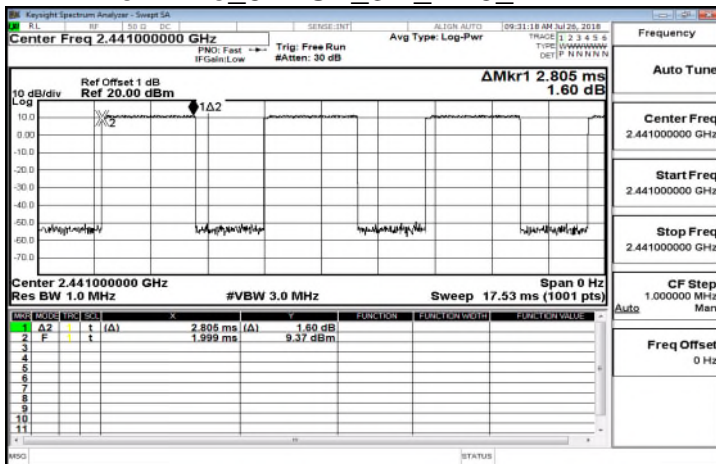 Keysight Spectrum Analyzer - Swept SA
RL RF 50 Ω DC SENSE:INT ALIGN AUTO 09:31:18 AM Jul 26, 2018
Center Freq 2.441000000 GHz
PNO: Fast
IFGain:Low
Trig: Free Run
#Atten: 30 dB
Avg Type: Log-Pwr
TRACE 1 2 3 4 5 6
TYPE WWWWWW
DET P N N N N N
Ref Offset 1 dB
10 dB/div Ref 20.00 dBm
Log
ΔMkr1 2.805 ms
1.60 dB
1Δ2
10.0
X2
0.00
-10.0
-20.0
-30.0
-40.0
-50.0
-60.0
-70.0
Center 2.441000000 GHz Span 0 Hz
Res BW 1.0 MHz #VBW 3.0 MHz Sweep 17.53 ms (1001 pts)
MKR MODE TRC SCL X Y FUNCTION FUNCTION WIDTH FUNCTION VALUE
1 Δ2 1 t (Δ) 2.805 ms (Δ) 1.60 dB
2 F 1 t 1.999 ms 9.37 dBm
3
4
5
6
7
8
9
10
11
MSG STATUS
Frequency
Auto Tune
Center Freq
2.441000000 GHz
Start Freq
2.441000000 GHz
Stop Freq
2.441000000 GHz
CF Step
1.000000 MHz
Auto Man
Freq Offset
0 Hz